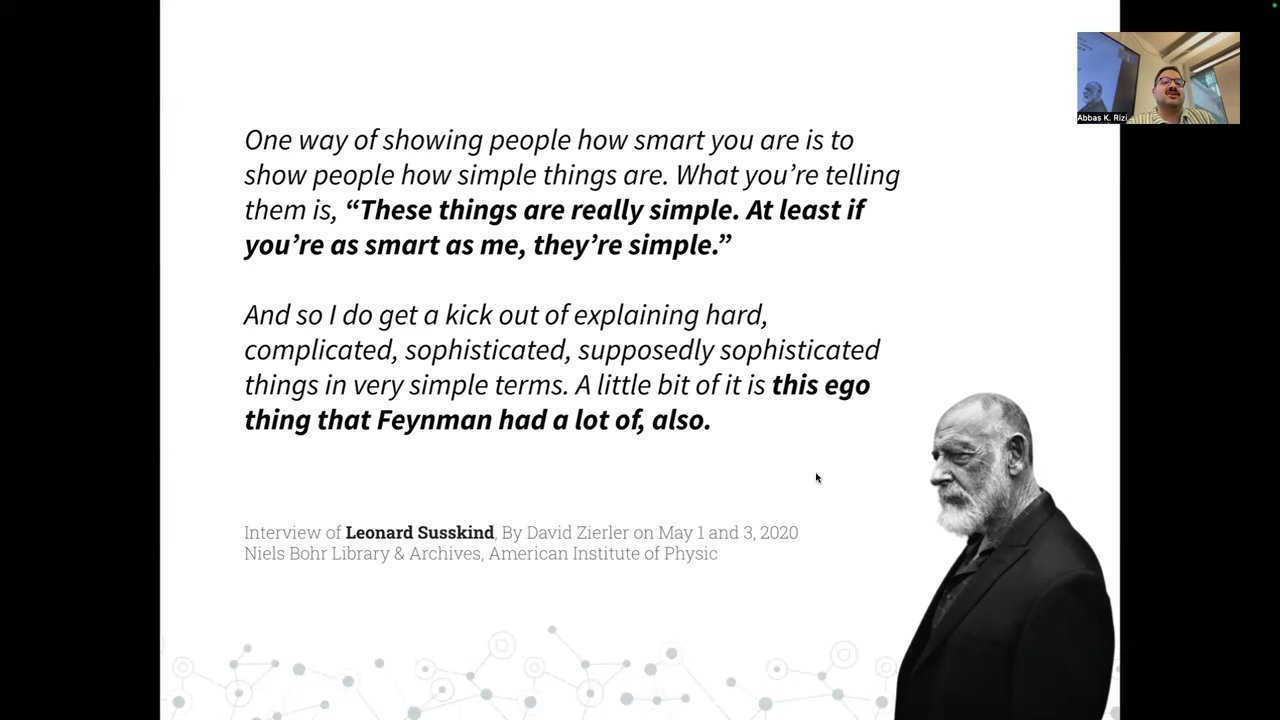 One way of showing people how smart you are is to
show people how simple things are. What you’re telling
them is, “These things are really simple. At least if
you’re as smart as me, they’re simple.”
And so I do get a kick out of explaining hard,
complicated, sophisticated, supposedly sophisticated
things in very simple terms. A little bit of it is this ego
thing that Feynman had a lot of, also.
Interview of Leonard Susskind, By David Zierler on May 1 and 3, 2020
Niels Bohr Library & Archives, American Institute of Physic
Abbas K. Rizi